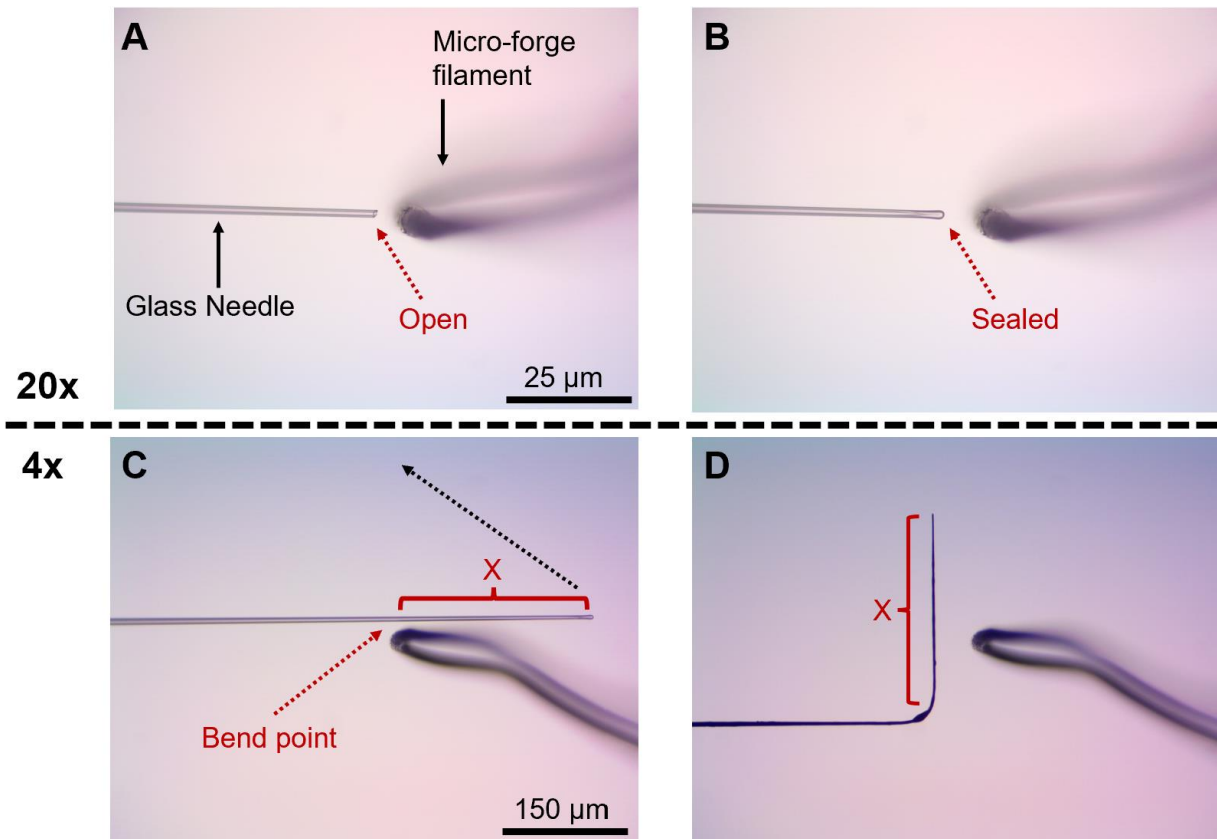 A
Micro-forge
filament
Glass Needle
Open
25 μm
B
Sealed
20x
4x
C
X
Bend point
150 μm
D
X